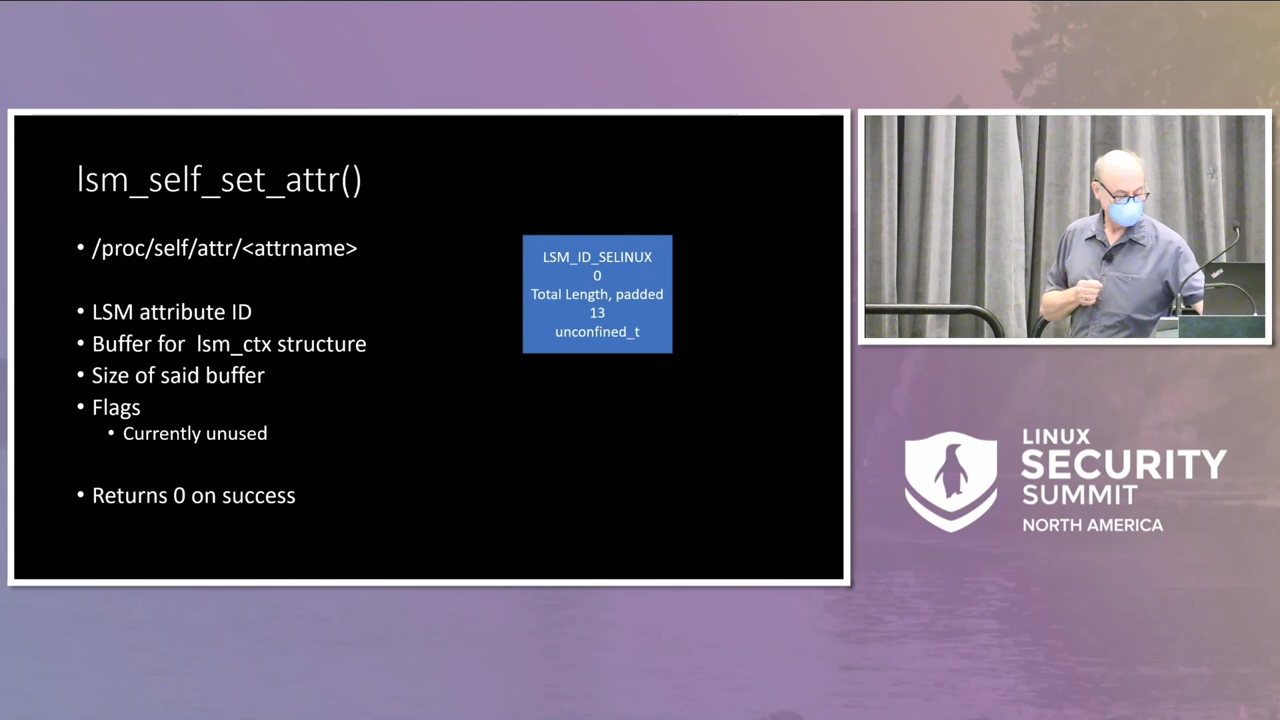 lsm_self_set_attr()
• /proc/self/attr/<attrname>
• LSM attribute ID
• Buffer for lsm_ctx structure
• Size of said buffer
• Flags
• Currently unused
• Returns 0 on success
LSM_ID_SELINUX
0
Total Length, padded
13
unconfined_t
LINUX
SECURITY
SUMMIT
NORTH AMERICA